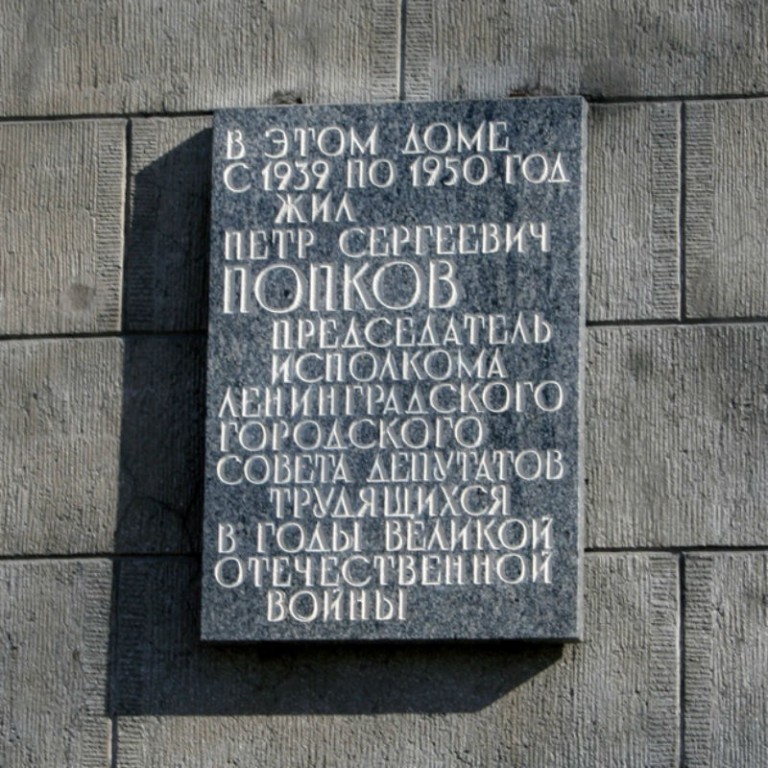 В ЭТОМ ДОМЕ
С 1939 ПО 1950 ГОД
ЖИЛ
ПЕТР СЕРГЕЕВИЧ
ПОПКОВ
ПРЕДСЕДАТЕЛЬ
ИСПОЛКОМА
ЛЕНИНГРАДСКОГО
ГОРОДСКОГО
СОВЕТА ДЕПУТАТОВ
ТРУДЯЩИХСЯ
В ГОДЫ ВЕЛИКОЙ
ОТЕЧЕСТВЕННОЙ
ВОЙНЫ